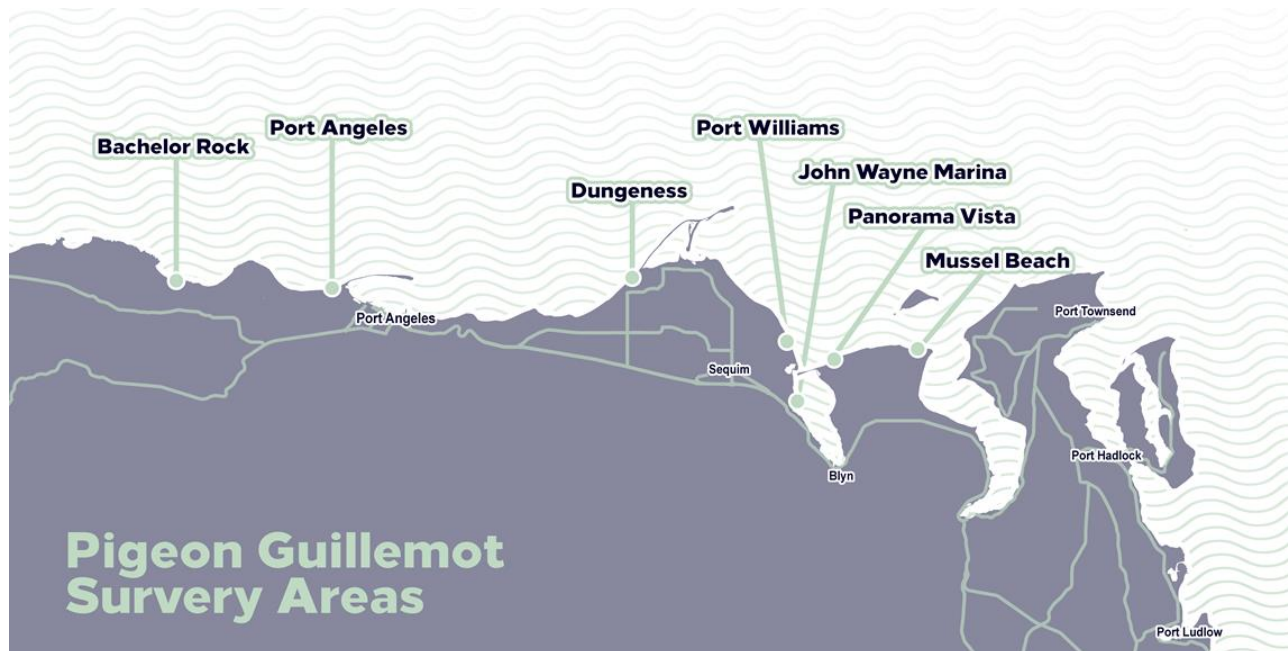 Bachelor Rock
Port Angeles
Dungeness
Port Williams
John Wayne Marina
Panorama Vista
Mussel Beach
Port Angeles
Sequim
Blyn
Port Townsend
Port Hadlock
Port Ludlow
Pigeon Guillemot
Survery Areas